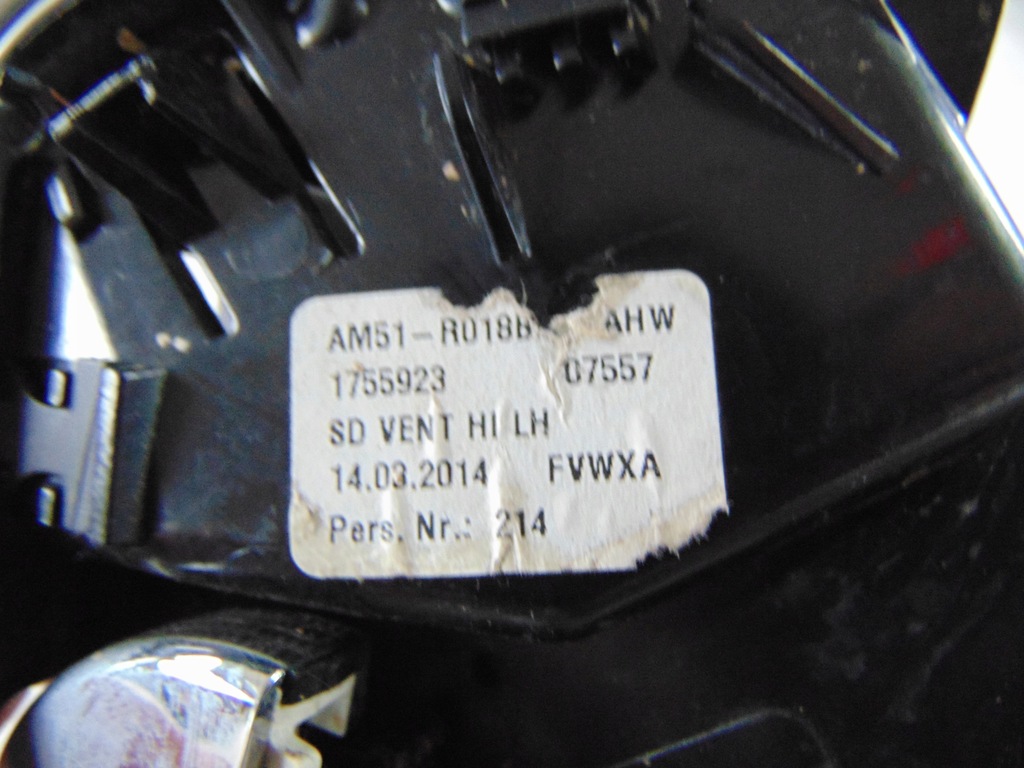 AM51-R018B AHW
1755923 07557
SD VENT HI LH
14.03.2014 FVWXA
Pers. Nr.: 214